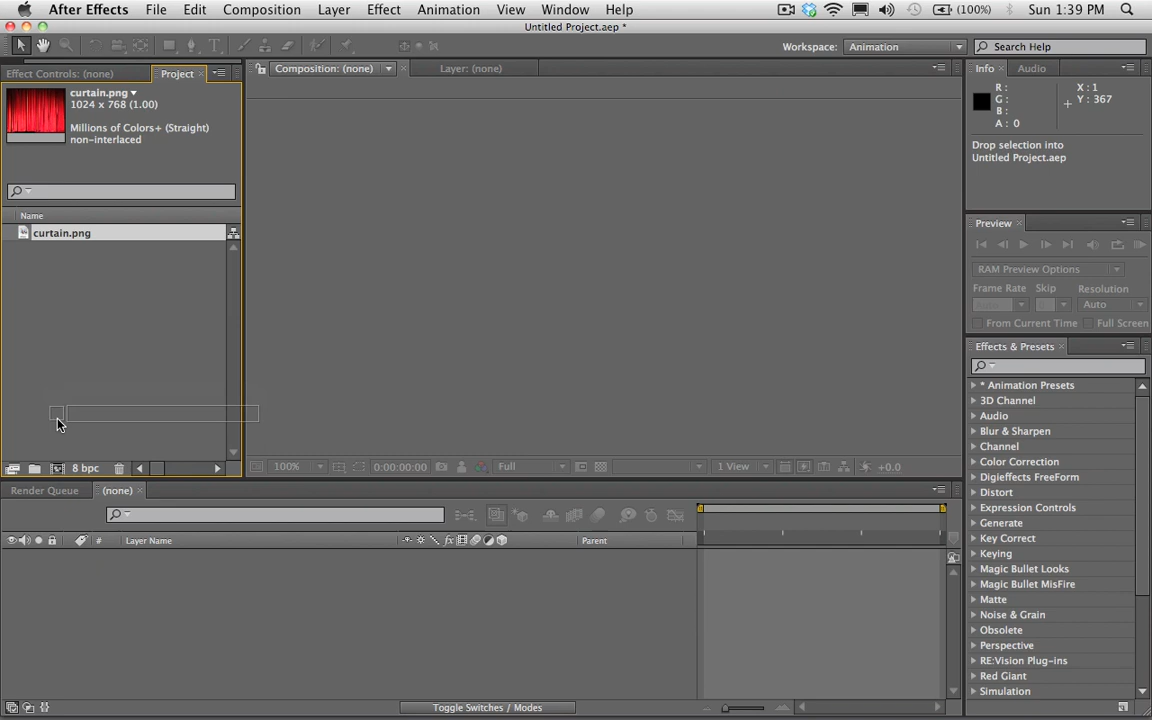 After Effects File Edit Composition Layer Effect Animation View Window Help (100%) Sun 1:39 PM
Untitled Project.aep *
Workspace: Animation Search Help
Effect Controls: (none) Project Composition: (none) Layer: (none) Info Audio
curtain.png
1024 x 768 (1.00)
Millions of Colors+ (Straight)
non-interlaced
R: X: 1
G: Y: 367
B:
A: 0
Drop selection into
Untitled Project.aep
Name
curtain.png
Preview
RAM Preview Options
Frame Rate Skip Resolution
Auto
From Current Time Full Screen
Effects & Presets
* Animation Presets
3D Channel
Audio
Blur & Sharpen
Channel
Color Correction
Digieffects FreeForm
Distort
Expression Controls
Generate
Key Correct
Keying
Magic Bullet Looks
Magic Bullet MisFire
Matte
Noise & Grain
Obsolete
Perspective
RE:Vision Plug-ins
Red Giant
Simulation
8 bpc 100% 0:00:00:00 Full 1 View +0.0
Render Queue (none)
# Layer Name Parent
Toggle Switches / Modes